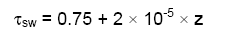 τsw = 0.75 + 2 × 10⁻⁵ × z